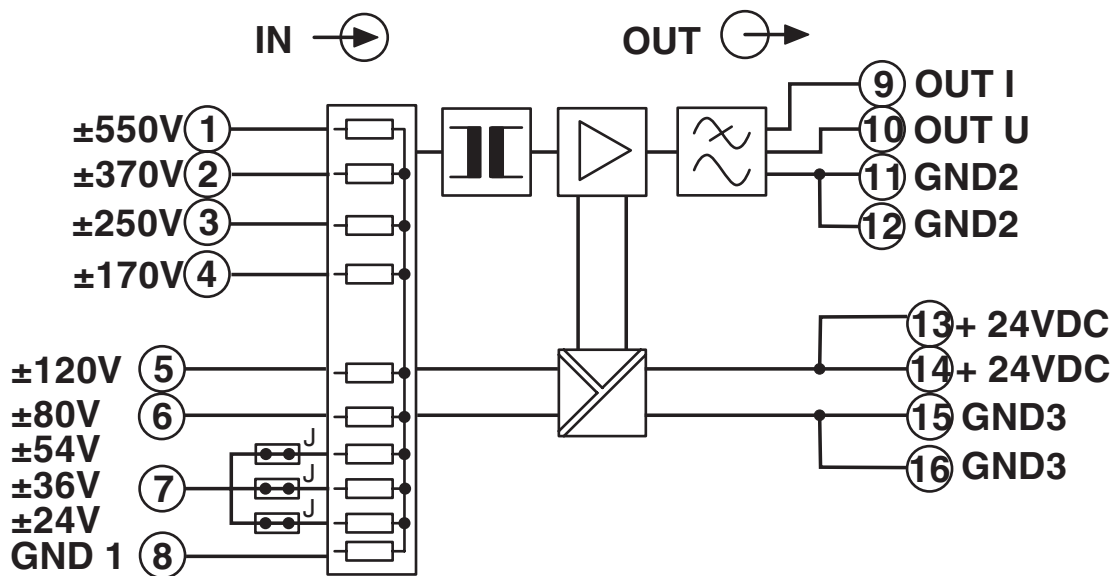 IN OUT
±550V 1
±370V 2
±250V 3
±170V 4
±120V 5
±80V 6
±54V J
±36V 7 J
±24V J
GND 1 8
9 OUT I
10 OUT U
11 GND2
12 GND2
13 + 24VDC
14 + 24VDC
15 GND3
16 GND3